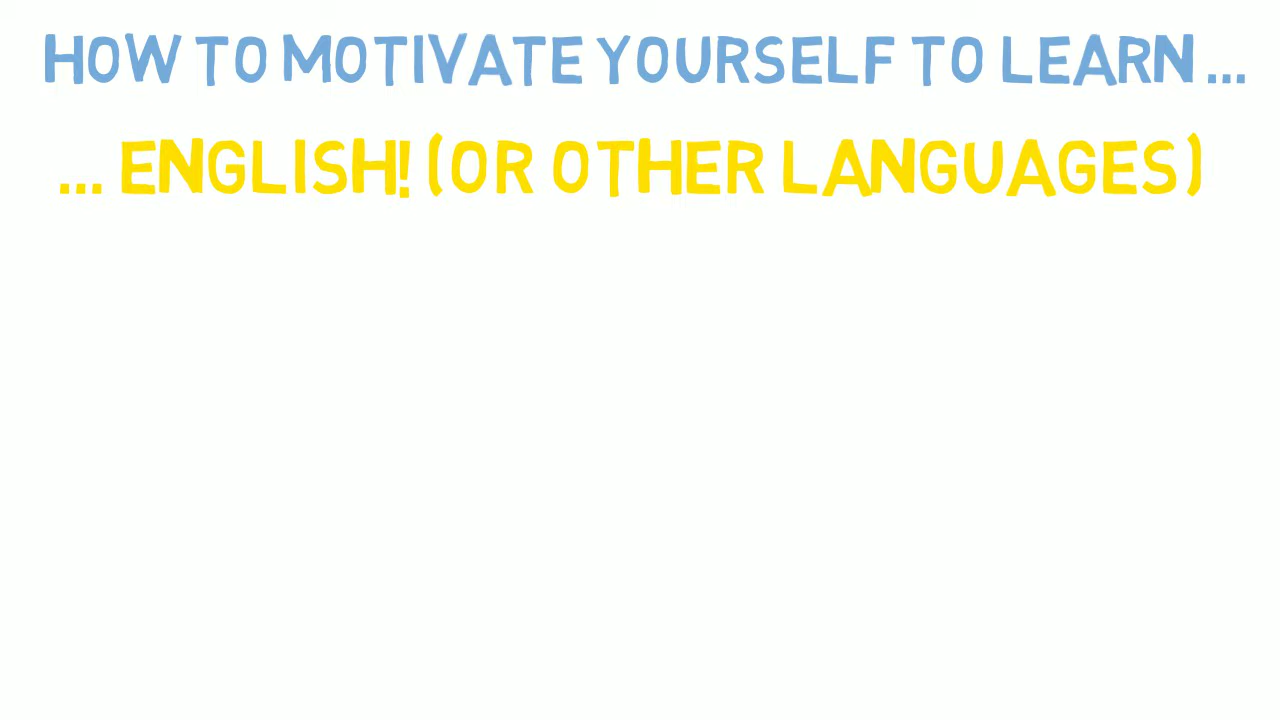 HOW TO MOTIVATE YOURSELF TO LEARN ...
... ENGLISH! (OR OTHER LANGUAGES)